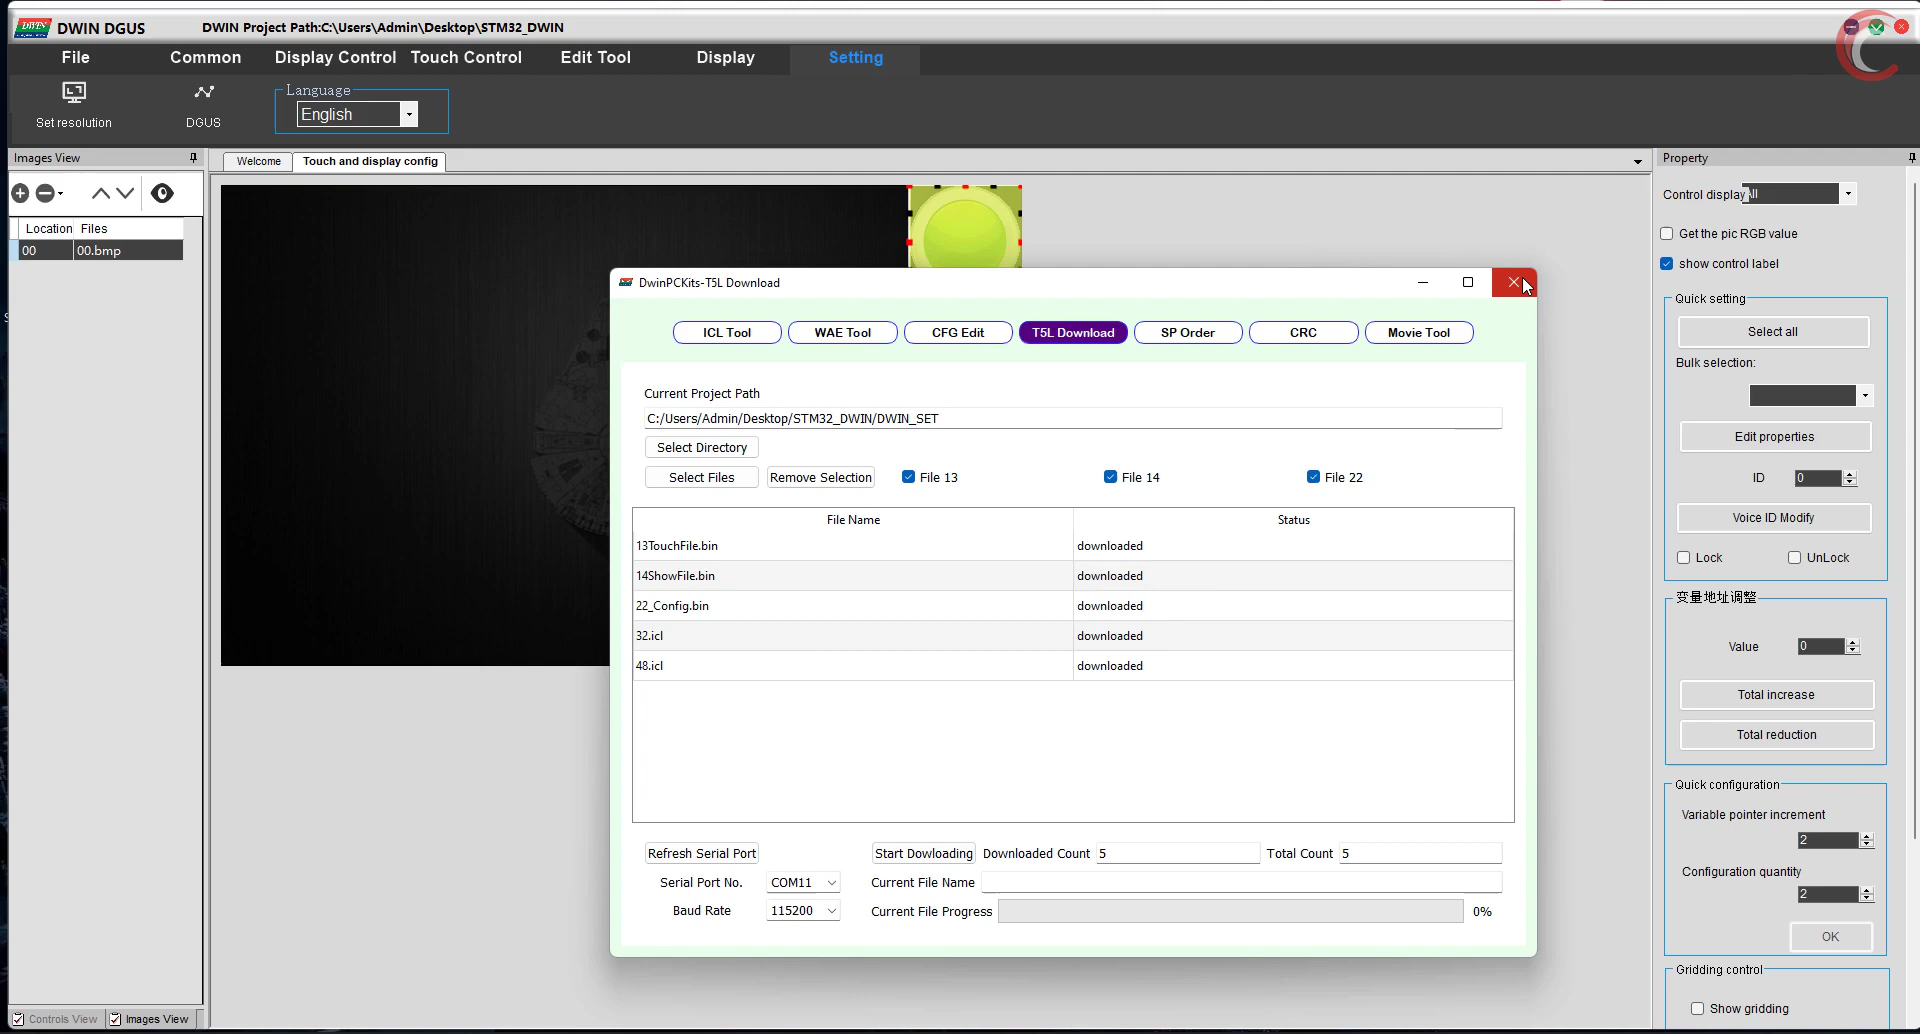 DWIN DGUS DWIN Project Path:C:\Users\Admin\Desktop\STM32_DWIN
File Common Display Control Touch Control Edit Tool Display Setting
Language
English
Set resolution DGUS
Images View
Welcome Touch and display config
Location Files
00 00.bmp
DwinPCKits-T5L Download
ICL Tool WAE Tool CFG Edit T5L Download SP Order CRC Movie Tool
Current Project Path
C:/Users/Admin/Desktop/STM32_DWIN/DWIN_SET
Select Directory
Select Files Remove Selection File 13 File 14 File 22
File Name Status
13TouchFile.bin downloaded
14ShowFile.bin downloaded
22_Config.bin downloaded
32.icl downloaded
48.icl downloaded
Refresh Serial Port Start Dowloading Downloaded Count 5 Total Count 5
Serial Port No. COM11 Current File Name
Baud Rate 115200 Current File Progress 0%
Property
Control display
Get the pic RGB value
show control label
Quick setting
Select all
Bulk selection:
Edit properties
ID 0
Voice ID Modify
Lock UnLock
变量地址调整
Value 0
Total increase
Total reduction
Quick configuration
Variable pointer increment
2
Configuration quantity
2
OK
Gridding control
Show gridding
Controls View Images View